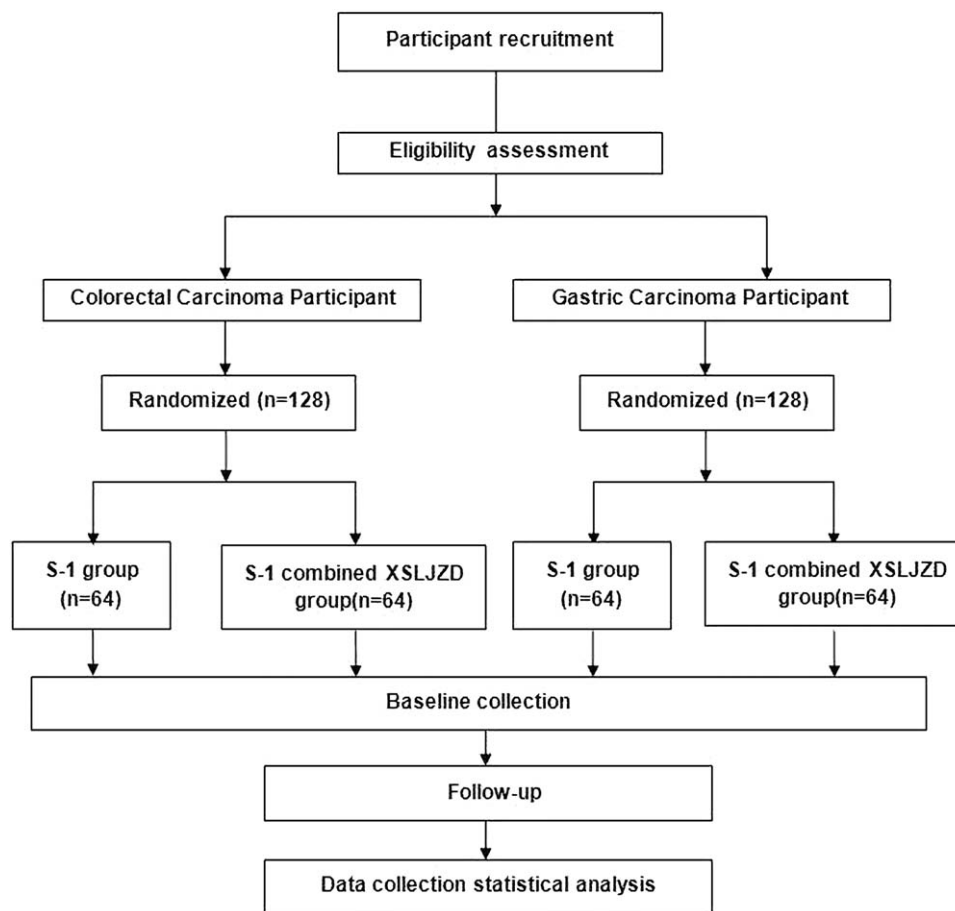 Participant recruitment
Eligibility assessment
Colorectal Carcinoma Participant
Gastric Carcinoma Participant
Randomized (n=128)
Randomized (n=128)
S-1 group
(n=64)
S-1 combined XSLJZD
group(n=64)
S-1 group
(n=64)
S-1 combined XSLJZD
group(n=64)
Baseline collection
Follow-up
Data collection statistical analysis